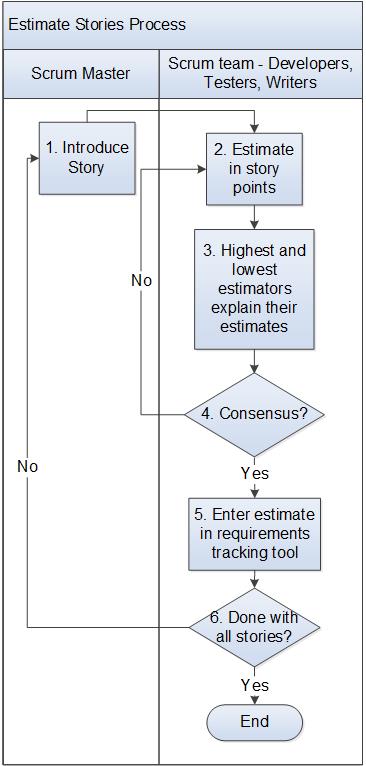 Estimate Stories Process
Scrum Master
Scrum team - Developers,
Testers, Writers
1. Introduce
Story
2. Estimate
in story
points
3. Highest and
lowest
estimators
explain their
estimates
No
4. Consensus?
Yes
No
5. Enter estimate
in requirements
tracking tool
6. Done with
all stories?
Yes
End